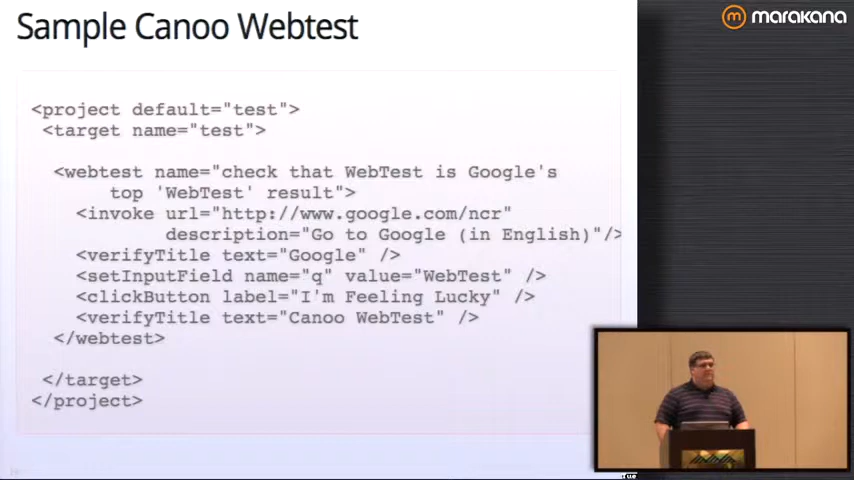 Sample Canoo Webtest
marakana
<project default="test">
<target name="test">
<webtest name="check that WebTest is Google's
top 'WebTest' result">
<invoke url="http://www.google.com/ncr"
description="Go to Google (in English)"/>
<verifyTitle text="Google" />
<setInputField name="q" value="WebTest" />
<clickButton label="I'm Feeling Lucky" />
<verifyTitle text="Canoo WebTest" />
</webtest>
</target>
</project>